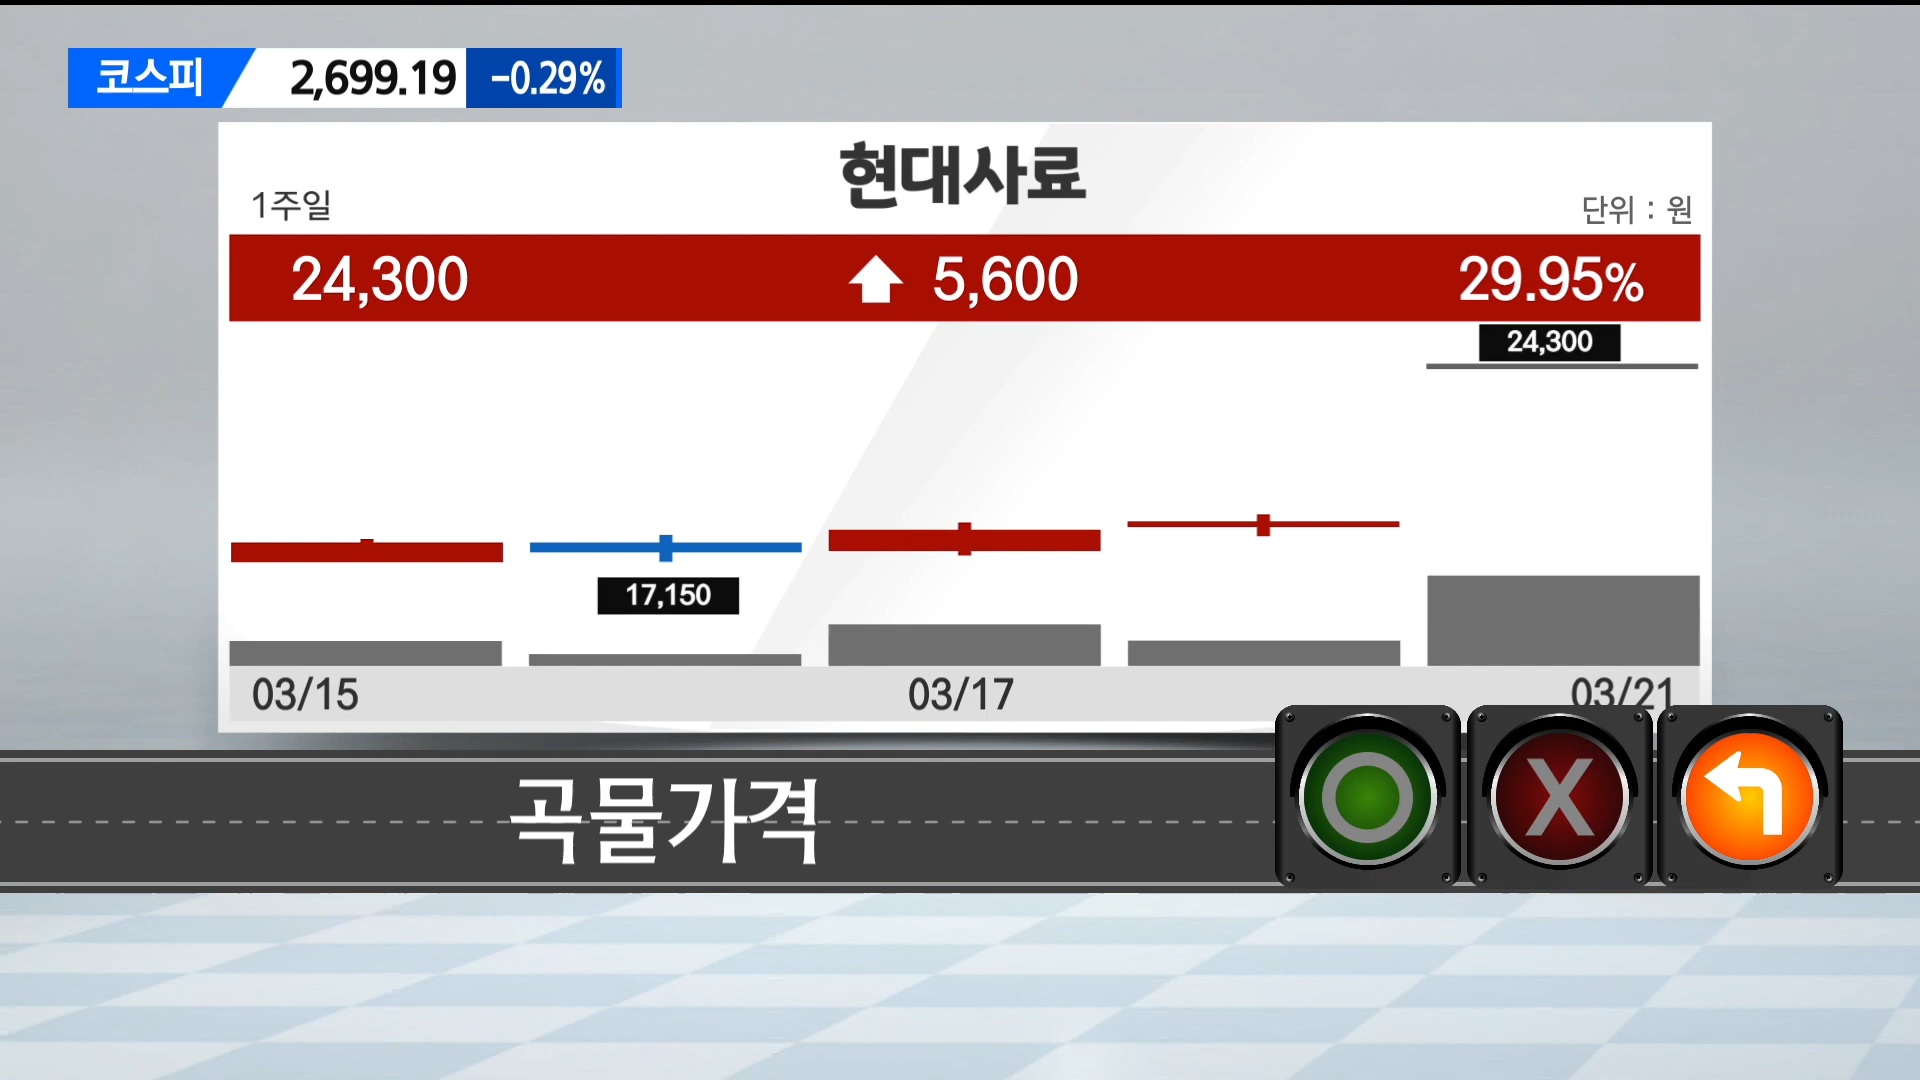 코스피 2,699.19 -0.29%
현대사료
1주일 단위 : 원
24,300 5,600 29.95%
24,300
17,150
03/15 03/17 03/21
곡물가격 O X